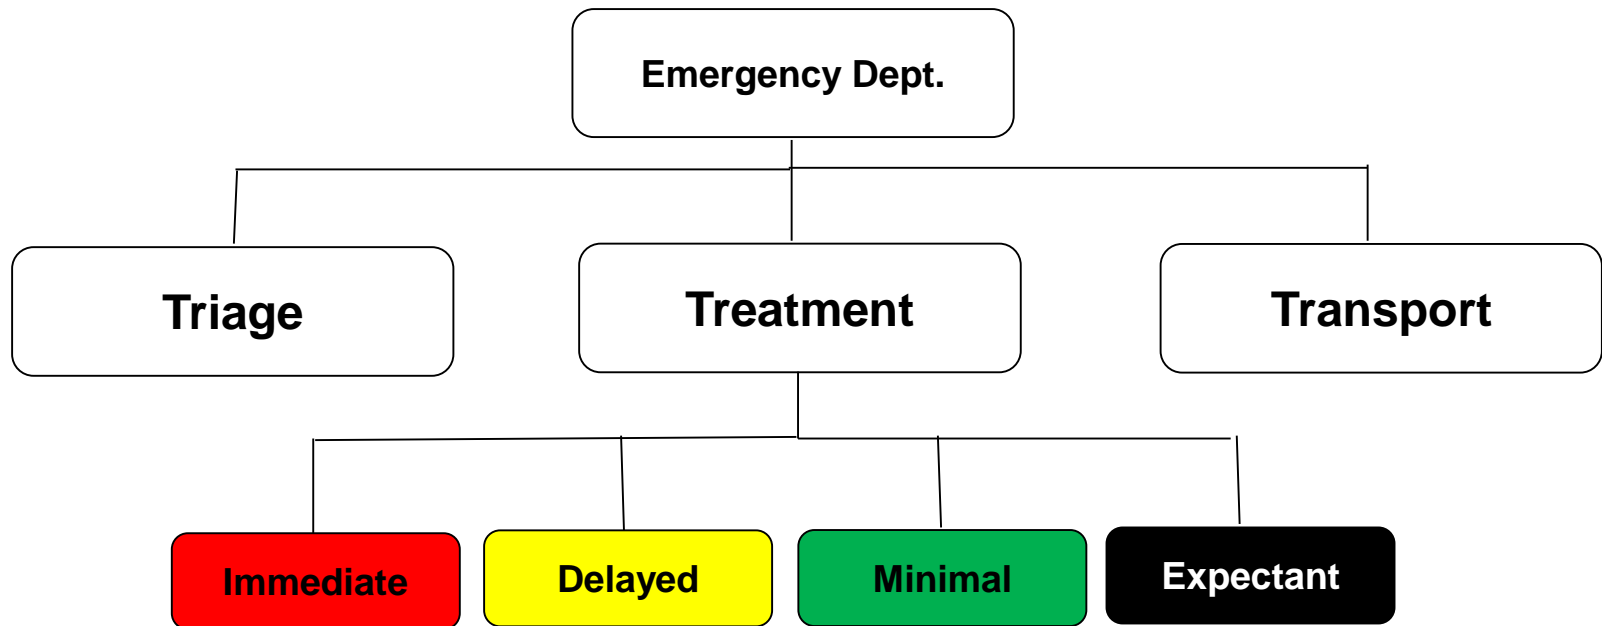 Emergency Dept.
Triage
Treatment
Transport
Immediate
Delayed
Minimal
Expectant